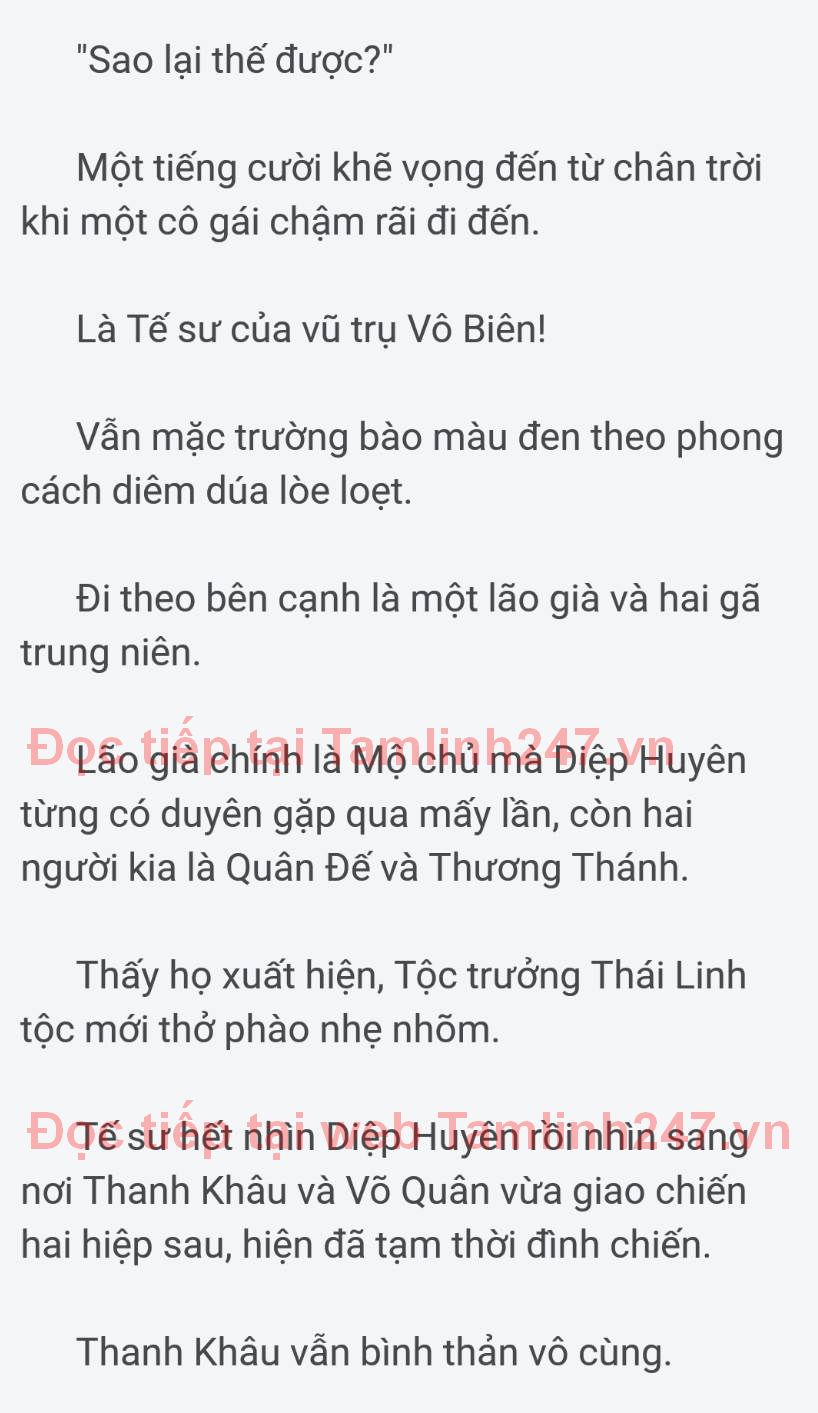 "Sao lại thế được?"
Một tiếng cười khẽ vọng đến từ chân trời
khi một cô gái chậm rãi đi đến.
Là Tế sư của vũ trụ Vô Biên!
Vẫn mặc trường bào màu đen theo phong
cách diêm dúa lòe loẹt.
Đi theo bên cạnh là một lão già và hai gã
trung niên.
Đọc tiếp tại Tamlinh247.vn
Lão già chính là Mộ chủ mà Diệp Huyên
từng có duyên gặp qua mấy lần, còn hai
người kia là Quân Đế và Thương Thánh.
Thấy họ xuất hiện, Tộc trưởng Thái Linh
tộc mới thở phào nhẹ nhõm.
Đọc tiếp tại web Tamlinh247.vn
Tế sư hết nhìn Diệp Huyên rồi nhìn sang
nơi Thanh Khâu và Võ Quân vừa giao chiến
hai hiệp sau, hiện đã tạm thời đình chiến.
Thanh Khâu vẫn bình thản vô cùng.